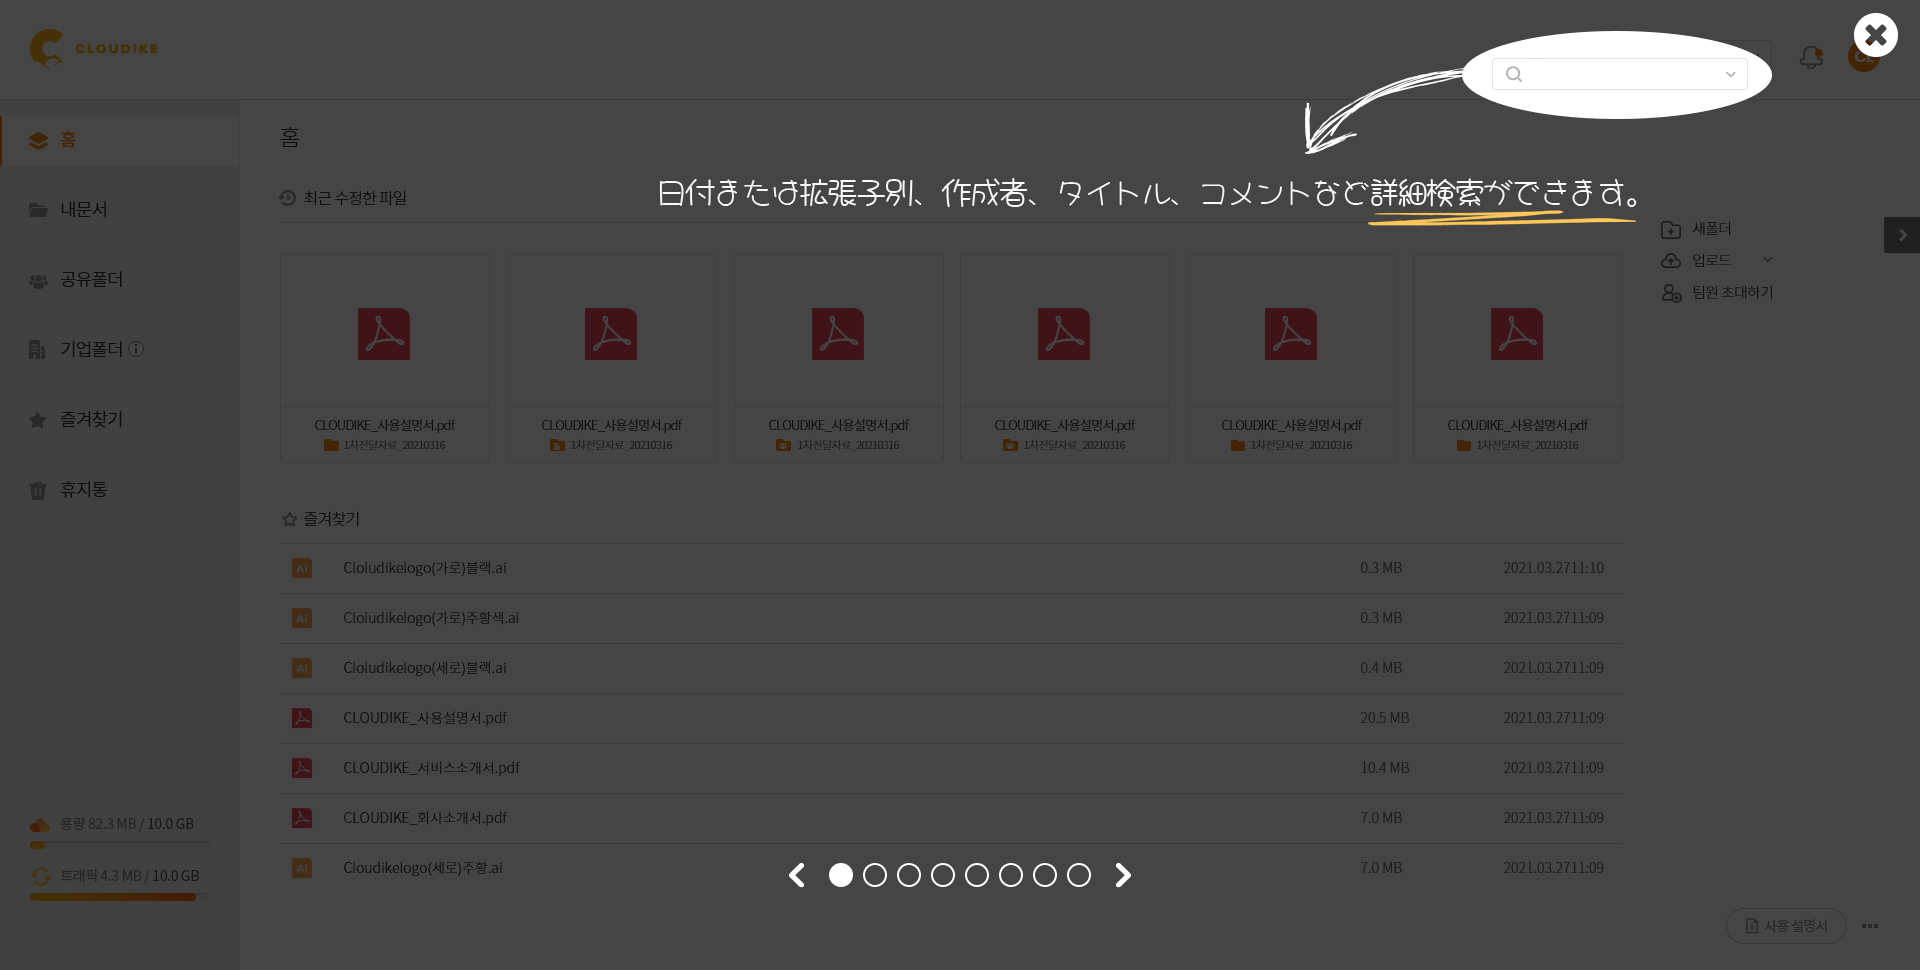 CLOUDIKE
홈
내문서
공유폴더
기업폴더
즐겨찾기
휴지통
용량 82.3 MB / 10.0 GB
트래픽 4.3 MB / 10.0 GB
홈
최근 수정한 파일
日付または拡張子別、作成者、タイトル、コメントなど詳細検索ができます。
새폴더
업로드
팀원 초대하기
CLOUDIKE_사용설명서.pdf
1차전달자료_20210316
CLOUDIKE_사용설명서.pdf
1차전달자료_20210316
CLOUDIKE_사용설명서.pdf
1차전달자료_20210316
CLOUDIKE_사용설명서.pdf
1차전달자료_20210316
CLOUDIKE_사용설명서.pdf
1차전달자료_20210316
CLOUDIKE_사용설명서.pdf
1차전달자료_20210316
즐겨찾기
Ai Cloludikelogo(가로)블랙.ai 0.3 MB 2021.03.2711:10
Ai Cloludikelogo(가로)주황색.ai 0.3 MB 2021.03.2711:09
Ai Cloludikelogo(세로)블랙.ai 0.4 MB 2021.03.2711:09
CLOUDIKE_사용설명서.pdf 20.5 MB 2021.03.2711:09
CLOUDIKE_서비스소개서.pdf 10.4 MB 2021.03.2711:09
CLOUDIKE_회사소개서.pdf 7.0 MB 2021.03.2711:09
Ai Cloudikelogo(세로)주황.ai 7.0 MB 2021.03.2711:09
사용 설명서